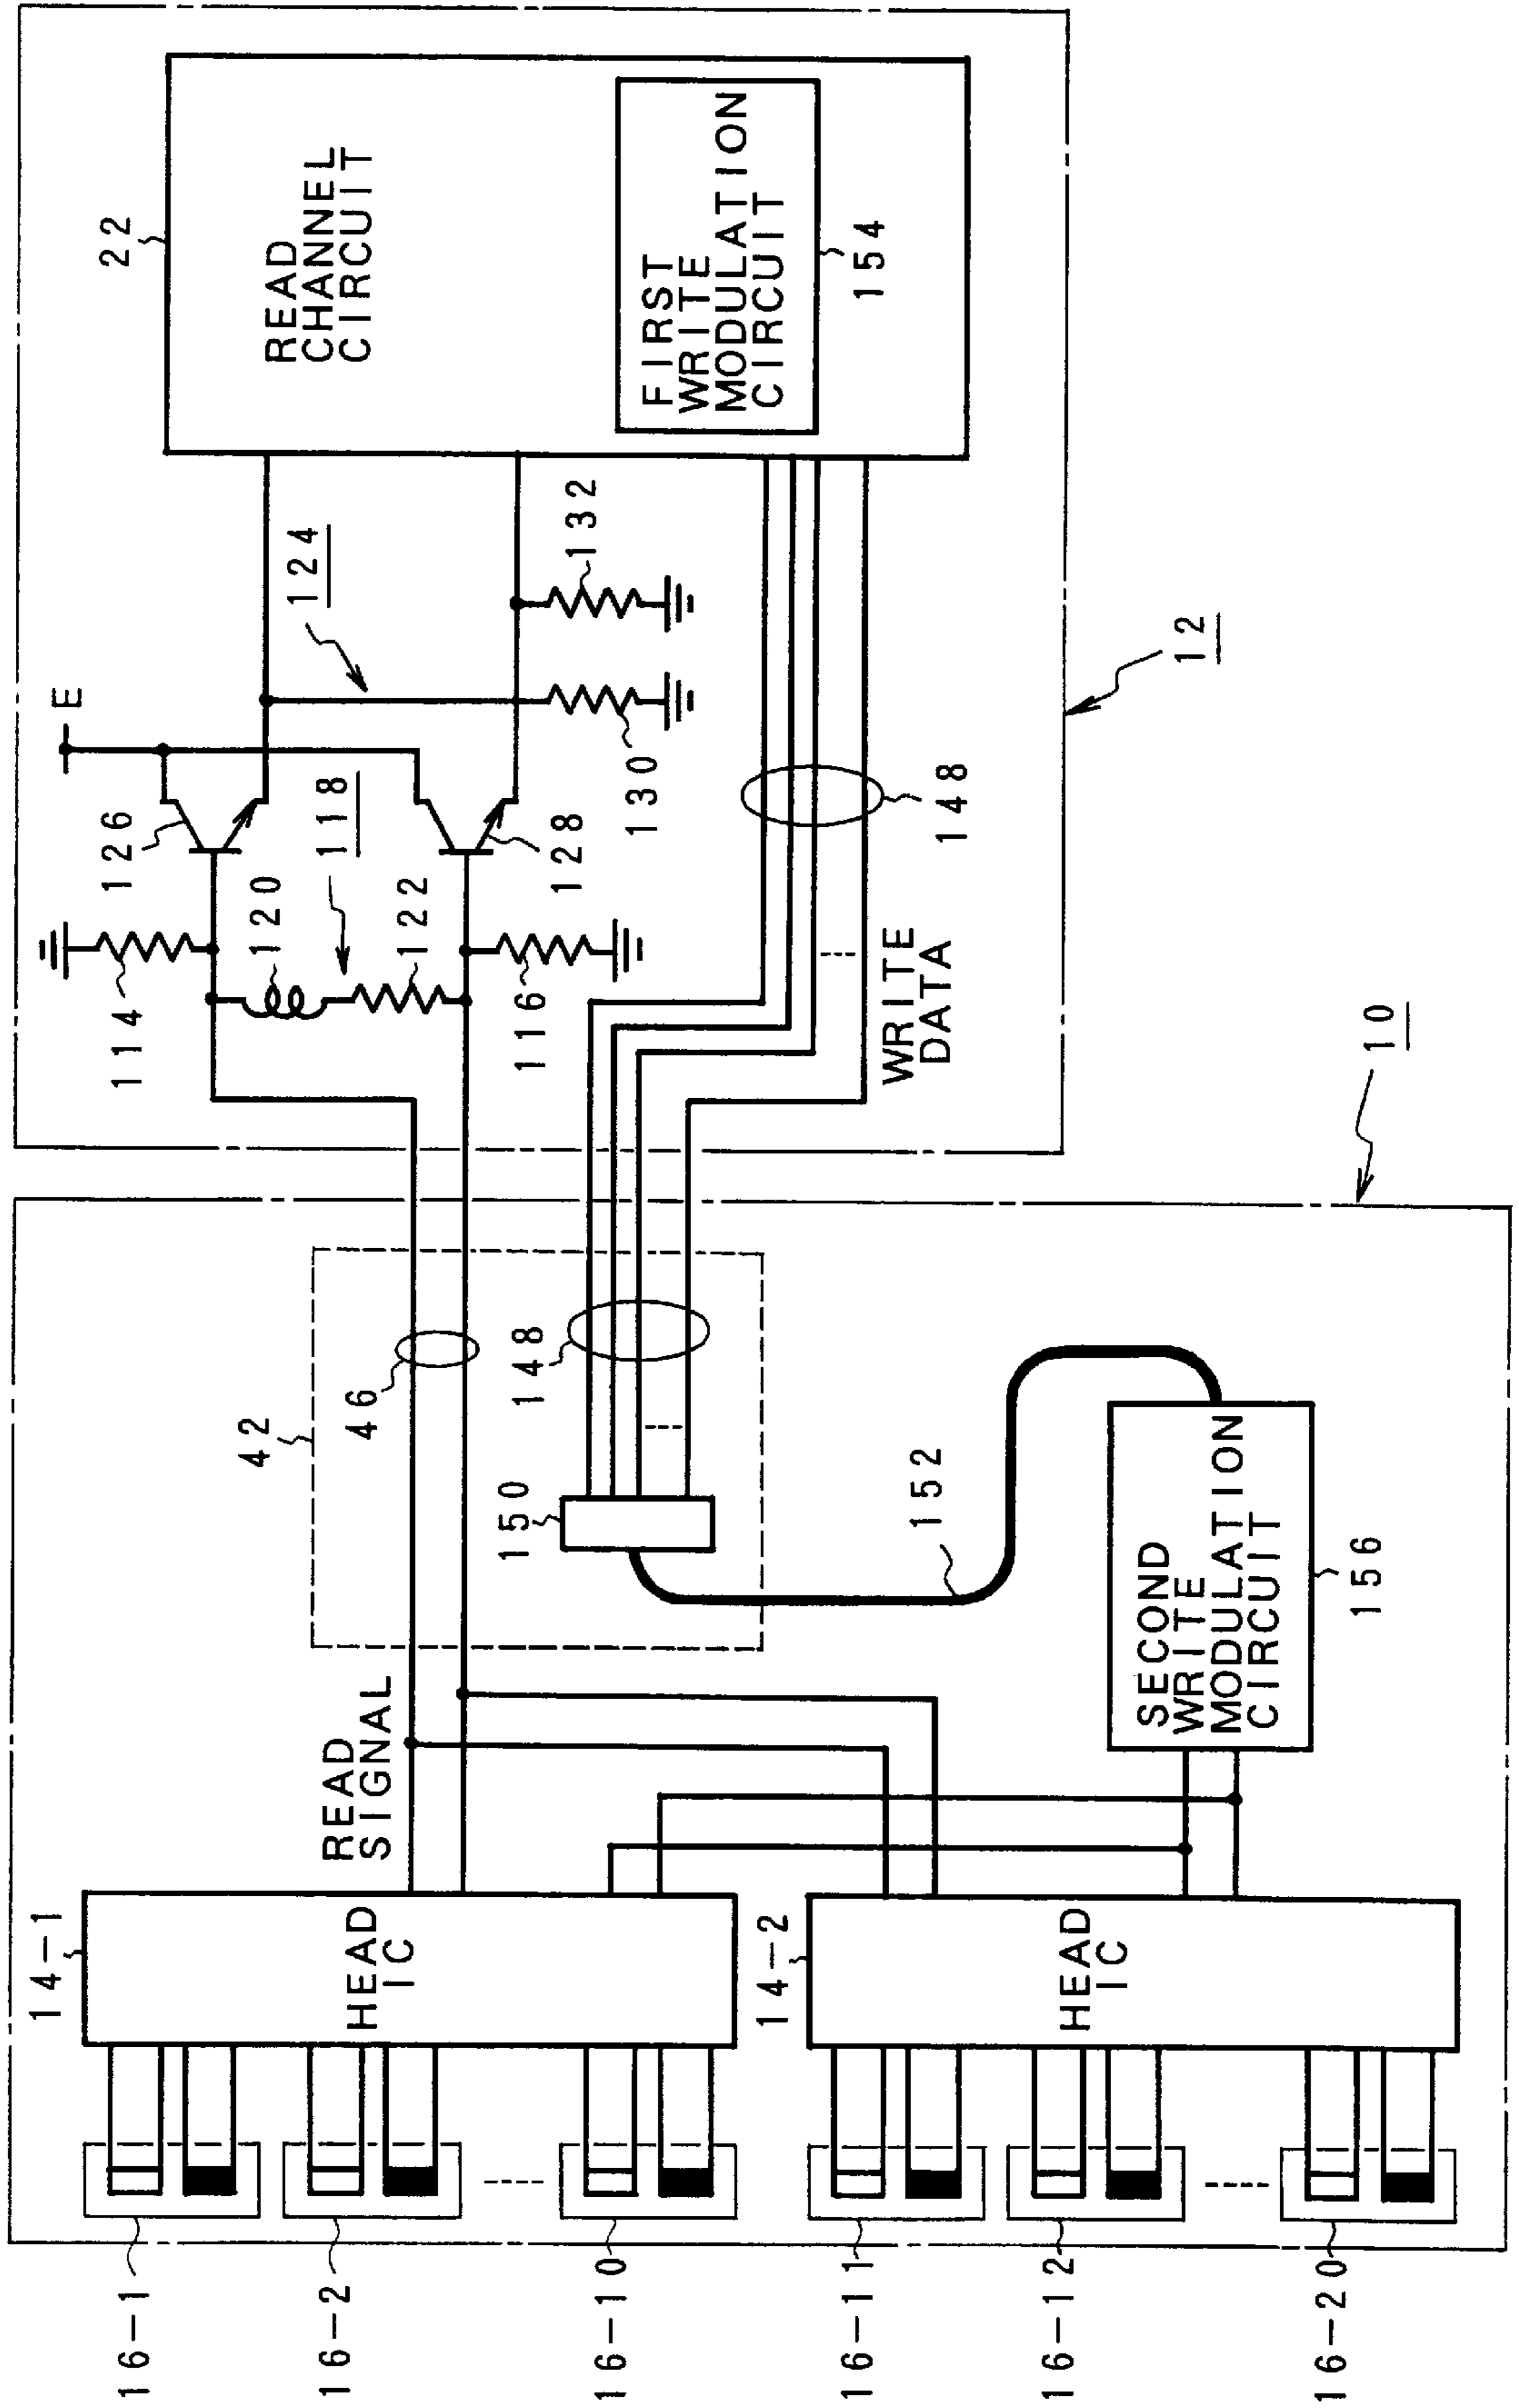 16-1
16-2
16-10
16-11
16-12
16-20
14-1
HEAD
IC
14-2
HEAD
IC
READ
SIGNAL
42
46
148
150
152
SECOND
WRITE
MODULATION
CIRCUIT
156
10
114
116
118
120
122
126
128
E
124
130
132
WRITE
DATA
148
22
READ
CHANNEL
CIRCUIT
FIRST
WRITE
MODULATION
CIRCUIT
154
12